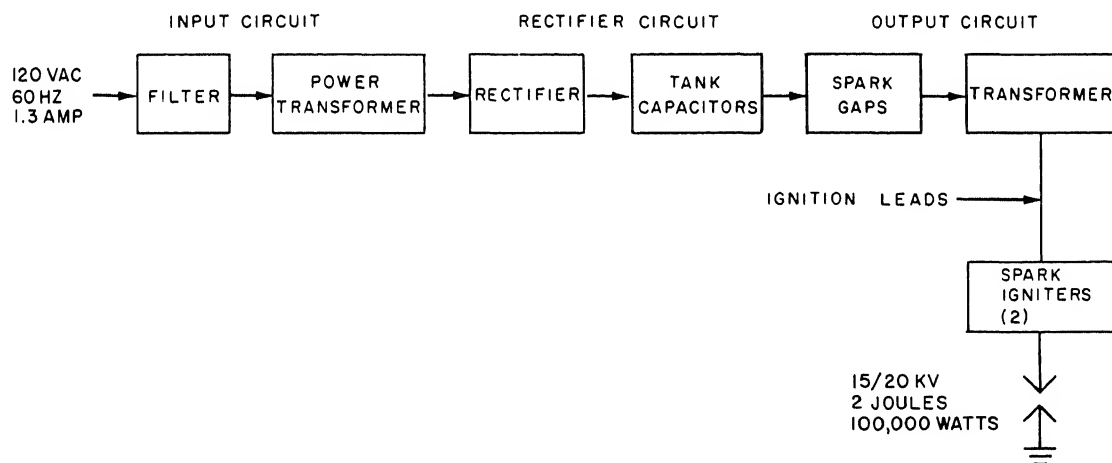 INPUT CIRCUIT
RECTIFIER CIRCUIT
OUTPUT CIRCUIT
120 VAC
60 HZ
1.3 AMP
FILTER
POWER
TRANSFORMER
RECTIFIER
TANK
CAPACITORS
SPARK
GAPS
TRANSFORMER
IGNITION LEADS
SPARK
IGNITERS
(2)
15/20 KV
2 JOULES
100,000 WATTS